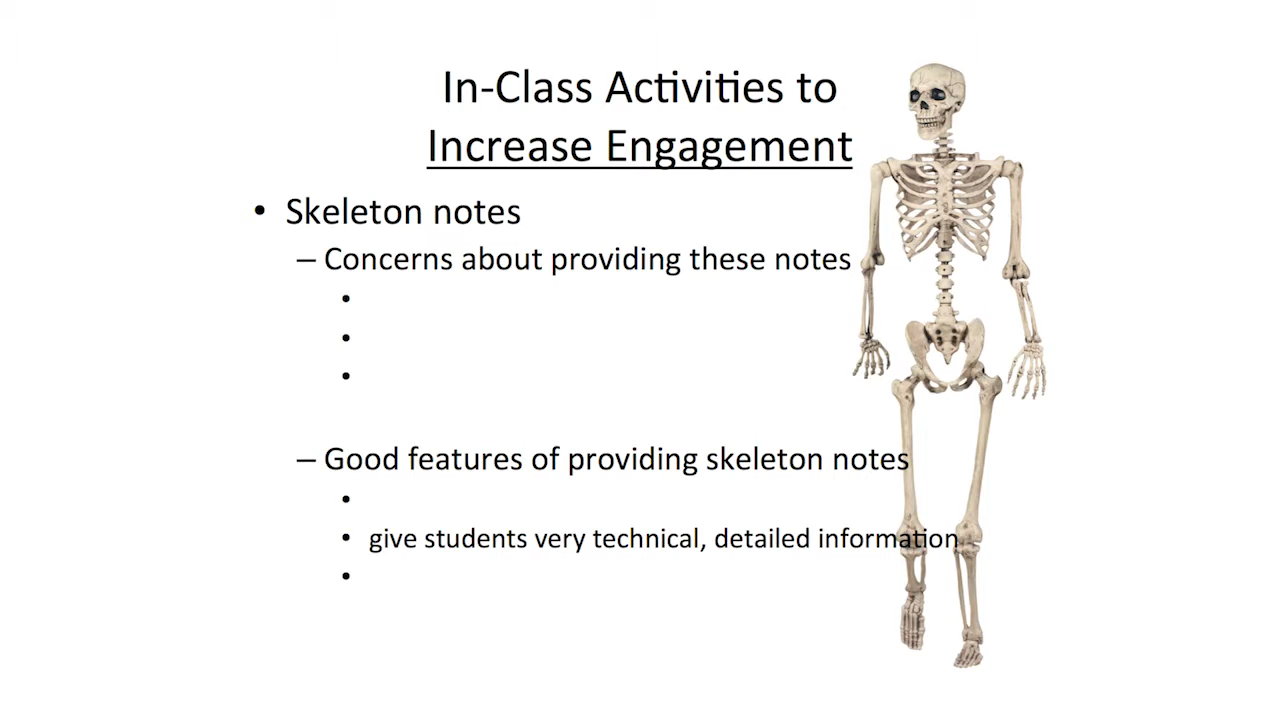 In-Class Activities to
Increase Engagement
• Skeleton notes
– Concerns about providing these notes
•
•
•
– Good features of providing skeleton notes
•
• give students very technical, detailed information
•